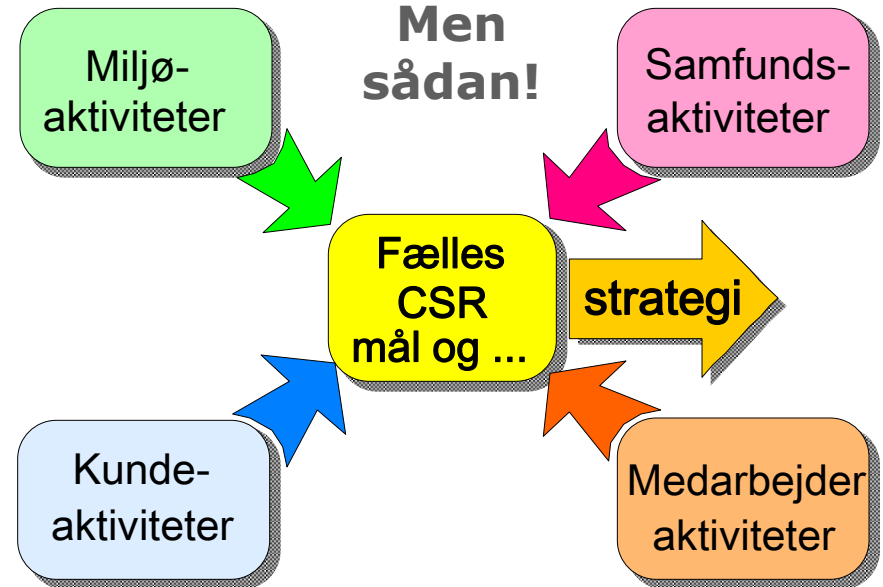 Men
sådan!
Miljø-
aktiviteter
Samfunds-
aktiviteter
Fælles
CSR
mål og ...
strategi
Kunde-
aktiviteter
Medarbejder
aktiviteter